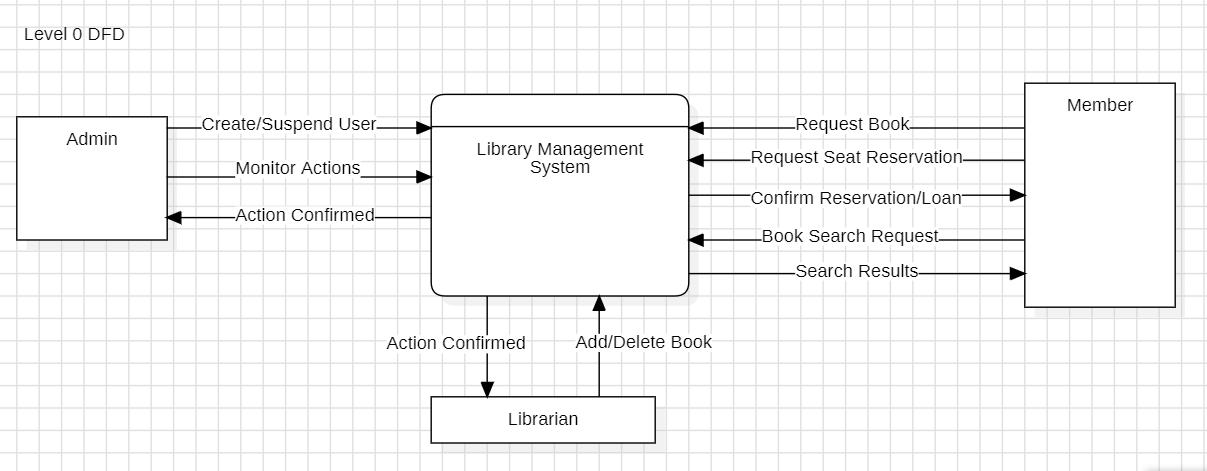 Level 0 DFD
Admin
Create/Suspend User
Monitor Actions
Action Confirmed
Library Management
System
Member
Request Book
Request Seat Reservation
Confirm Reservation/Loan
Book Search Request
Search Results
Action Confirmed
Add/Delete Book
Librarian